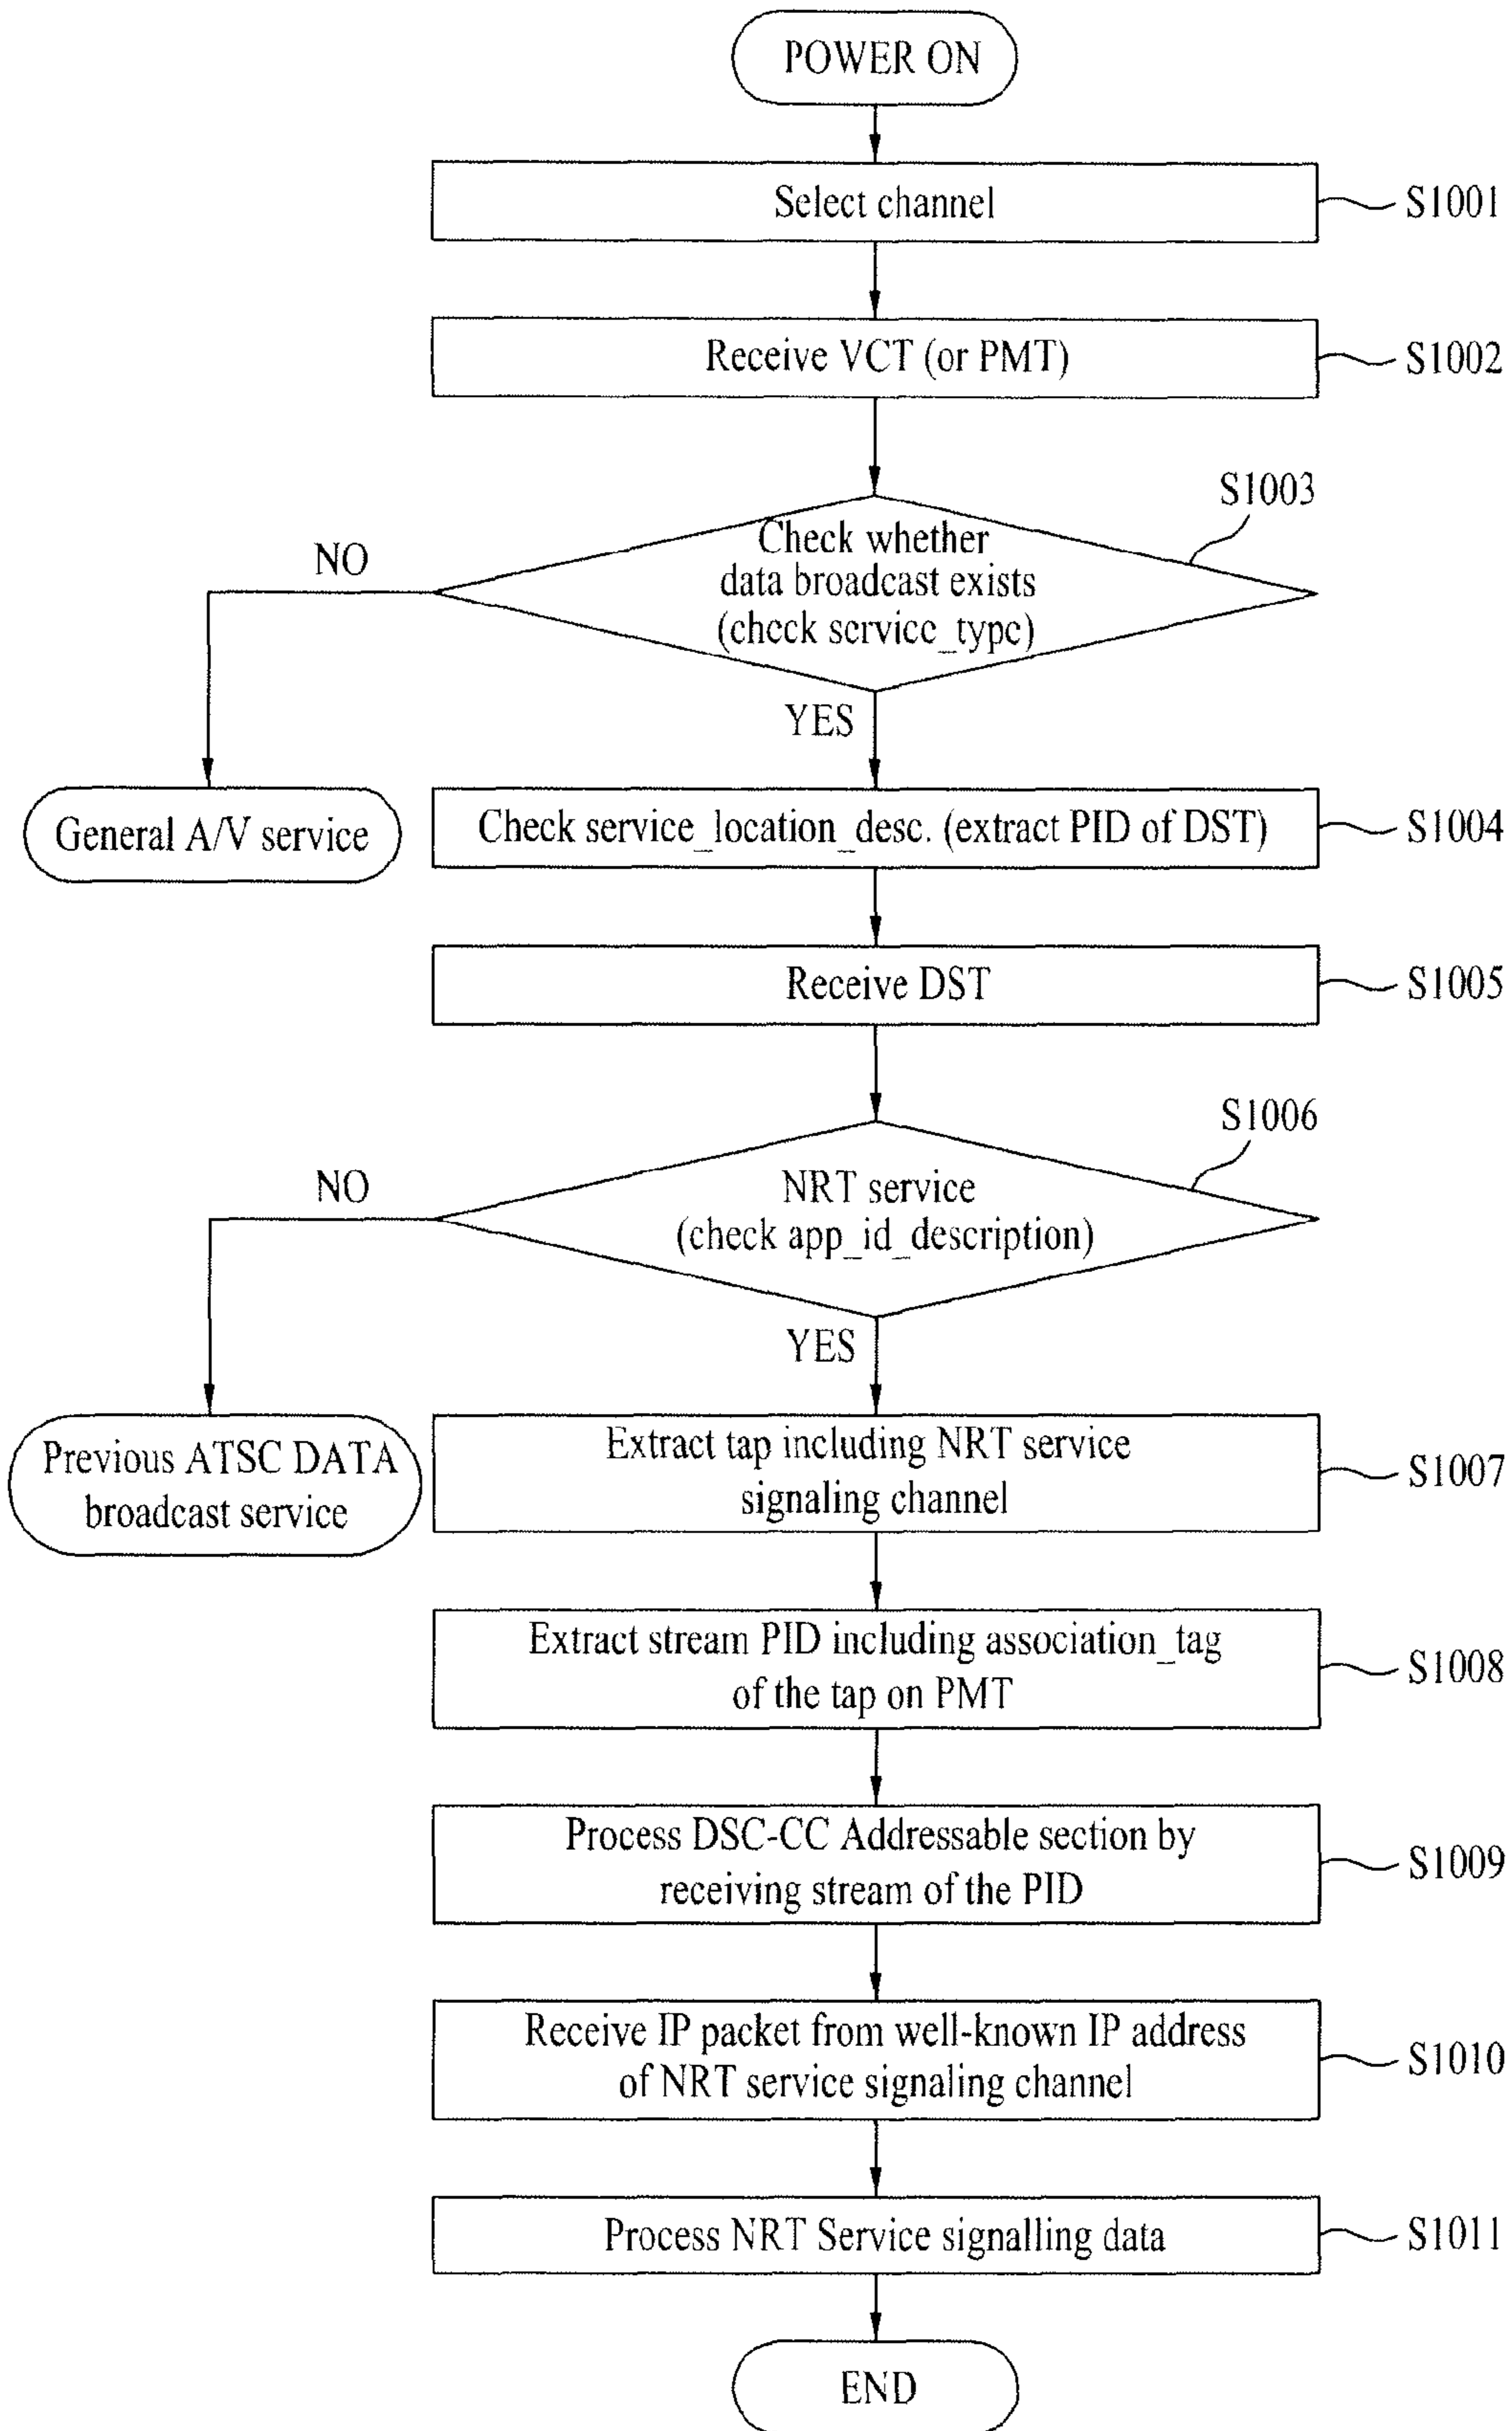 POWER ON
Select channel
S1001
Receive VCT (or PMT)
S1002
S1003
Check whether
data broadcast exists
(check service_type)
NO
YES
General A/V service
Check service_location_desc. (extract PID of DST)
S1004
Receive DST
S1005
S1006
NRT service
(check app_id_description)
NO
YES
Previous ATSC DATA
broadcast service
Extract tap including NRT service
signaling channel
S1007
Extract stream PID including association_tag
of the tap on PMT
S1008
Process DSC-CC Addressable section by
receiving stream of the PID
S1009
Receive IP packet from well-known IP address
of NRT service signaling channel
S1010
Process NRT Service signalling data
S1011
END